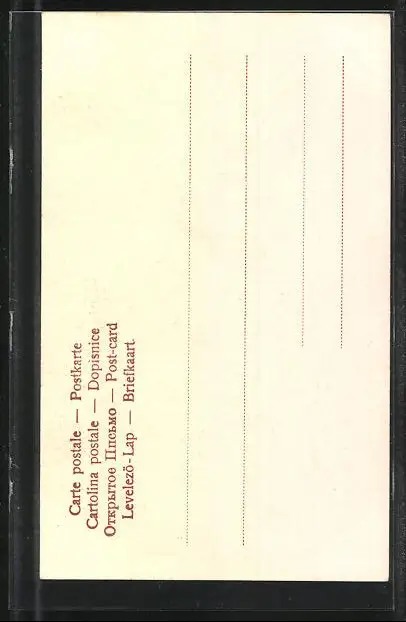 Carte postale — Postkarte
Cartolina postale — Dopisnice
Открытое Письмо — Post-card
Levelező-Lap — Briefkaart